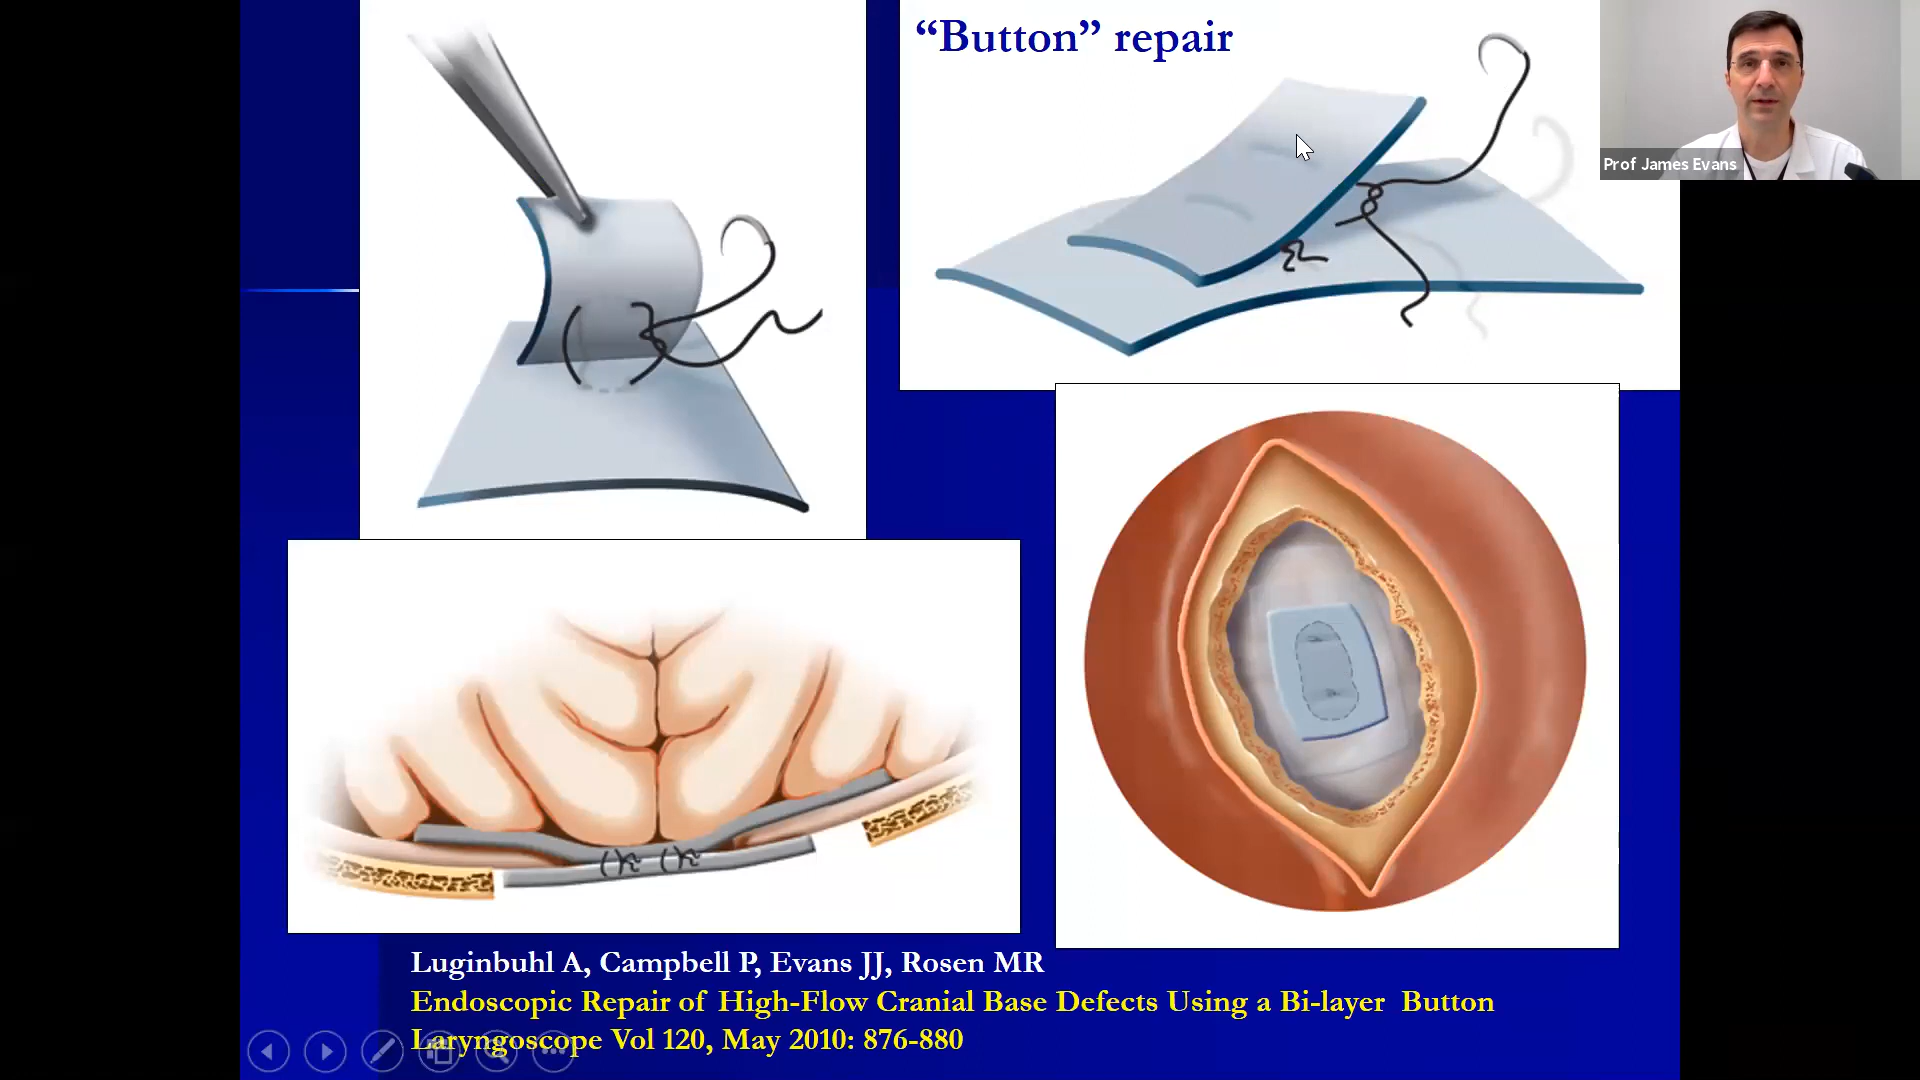 “Button” repair
Prof James Evans
Luginbuhl A, Campbell P, Evans JJ, Rosen MR
Endoscopic Repair of High-Flow Cranial Base Defects Using a Bi-layer Button
Laryngoscope Vol 120, May 2010: 876-880